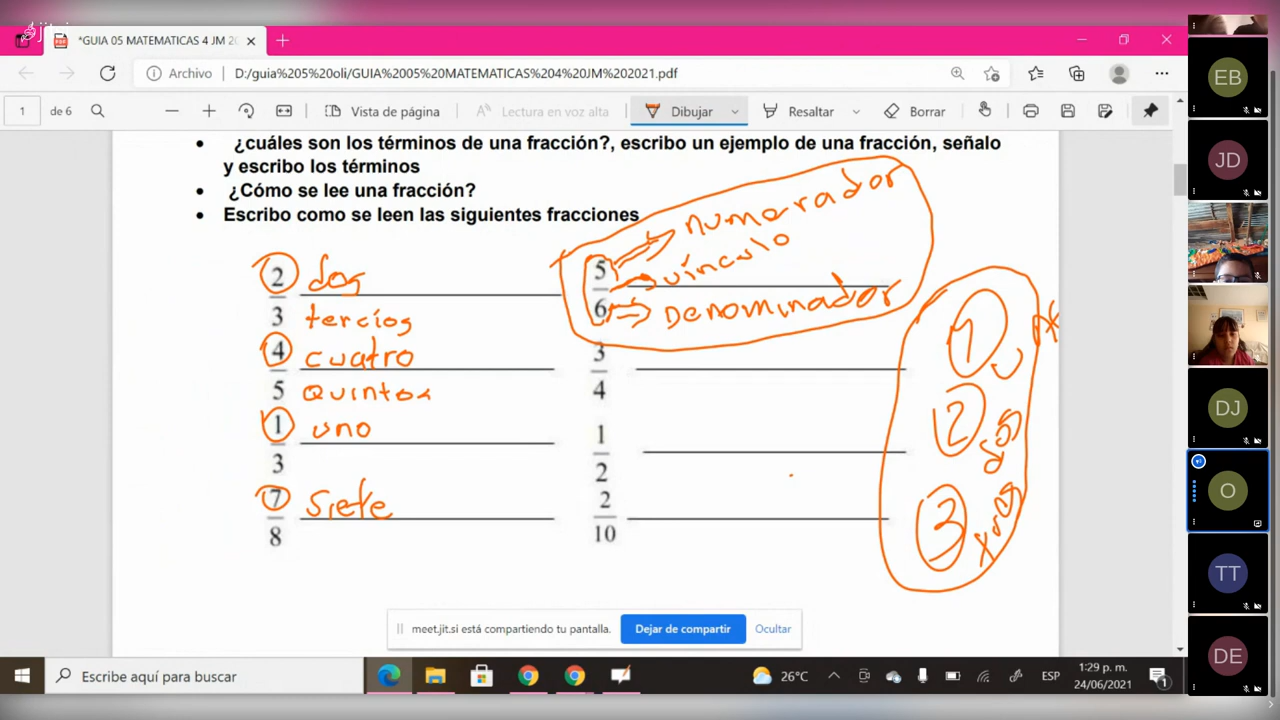 jitsi
*GUIA 05 MATEMATICAS 4 JM 20
Archivo D:/guia%205%20oli/GUIA%2005%20MATEMATICAS%204%20JM%202021.pdf
1 de 6 Vista de página Lectura en voz alta Dibujar Resaltar Borrar
¿cuáles son los términos de una fracción?, escribo un ejemplo de una fracción, señalo
y escribo los términos
¿Cómo se lee una fracción?
Escribo como se leen las siguientes fracciones
2 dos
3 tercios
4 cuatro
5 quintos
1 uno
3
7 siete
8
5 numerador
vínculo
6 Denominador
3
4
1
2
2
10
1
2 dos
3
EB
JD
DJ
O
TT
DE
meet.jit.si está compartiendo tu pantalla. Dejar de compartir Ocultar
Escribe aquí para buscar
26°C ESP 1:29 p. m.
24/06/2021
1